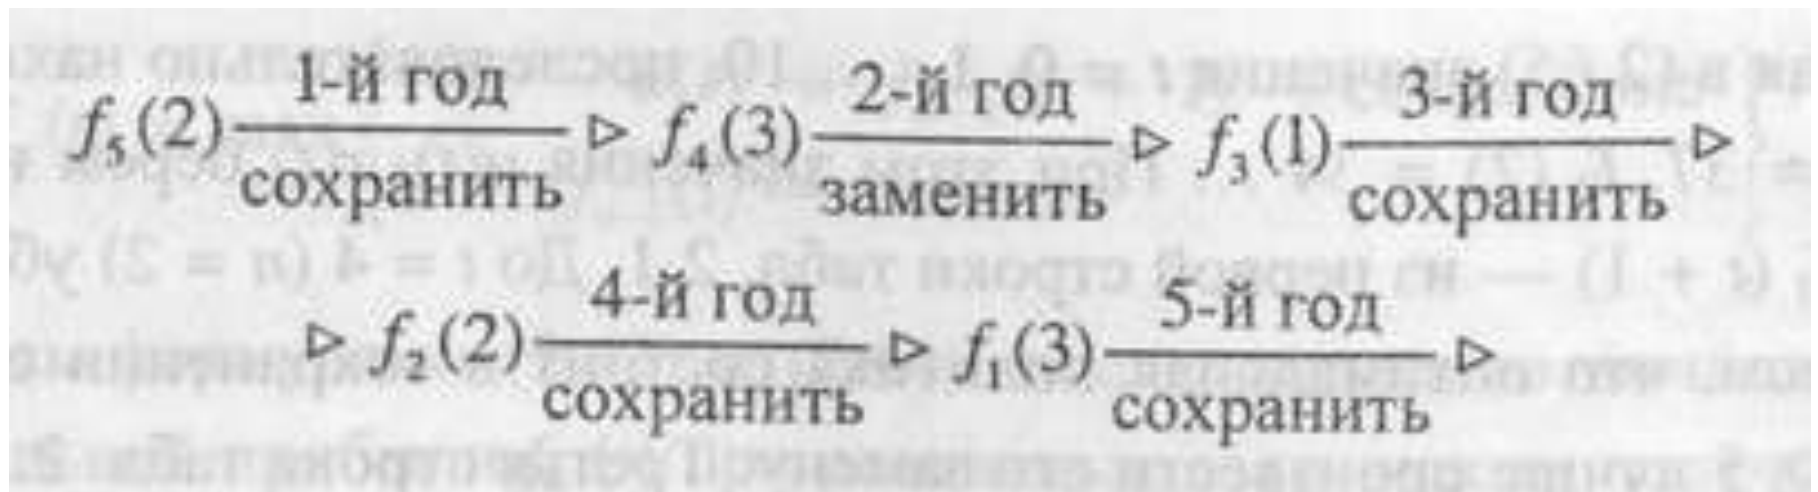 f₅(2) 1-й год сохранить ▷ f₄(3) 2-й год заменить ▷ f₃(1) 3-й год сохранить ▷
▷ f₂(2) 4-й год сохранить ▷ f₁(3) 5-й год сохранить ▷